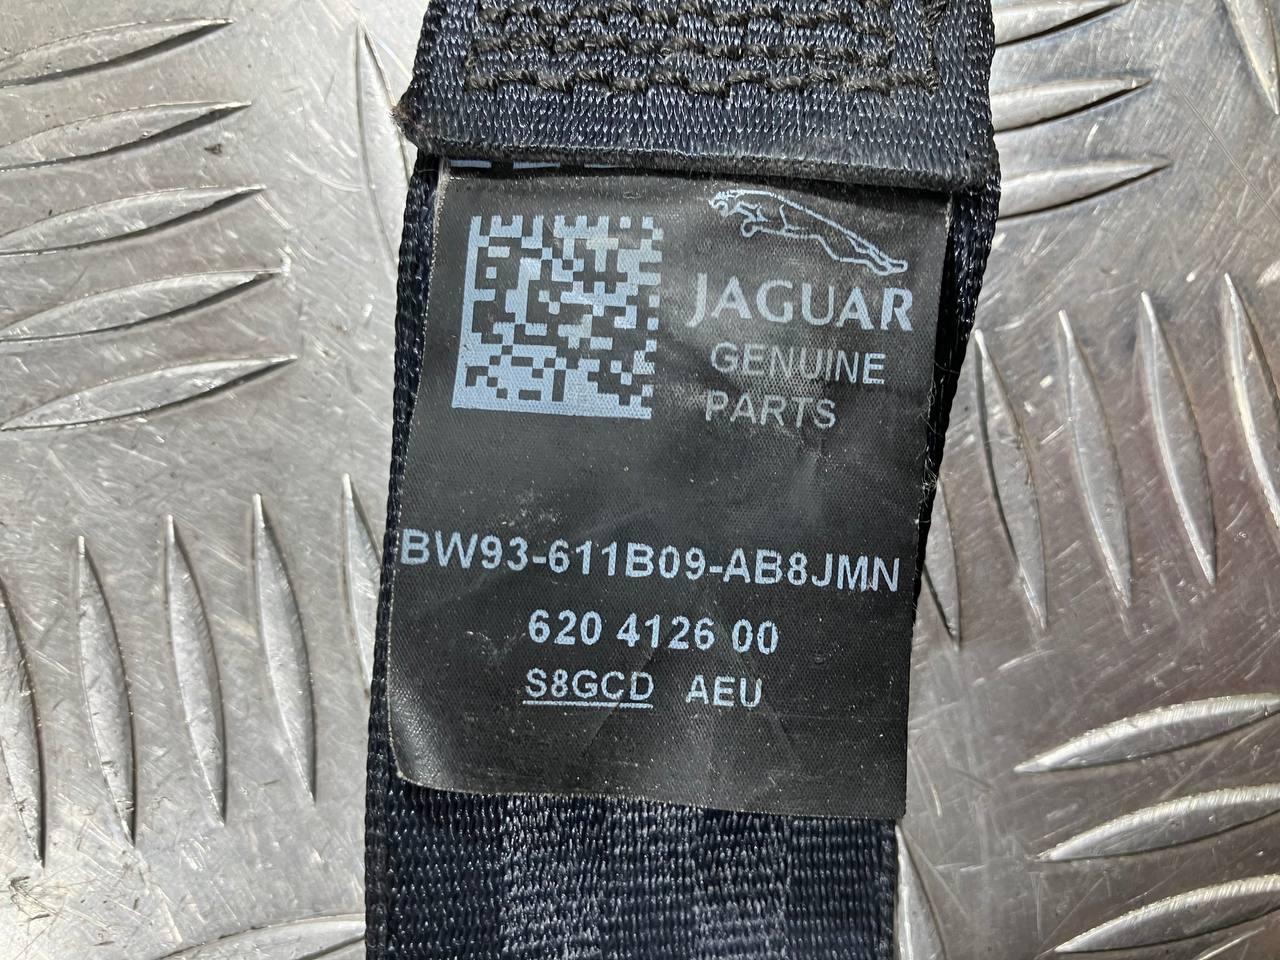 JAGUAR
GENUINE
PARTS
BW93-611B09-AB8JMN
620 4126 00
S8GCD AEU